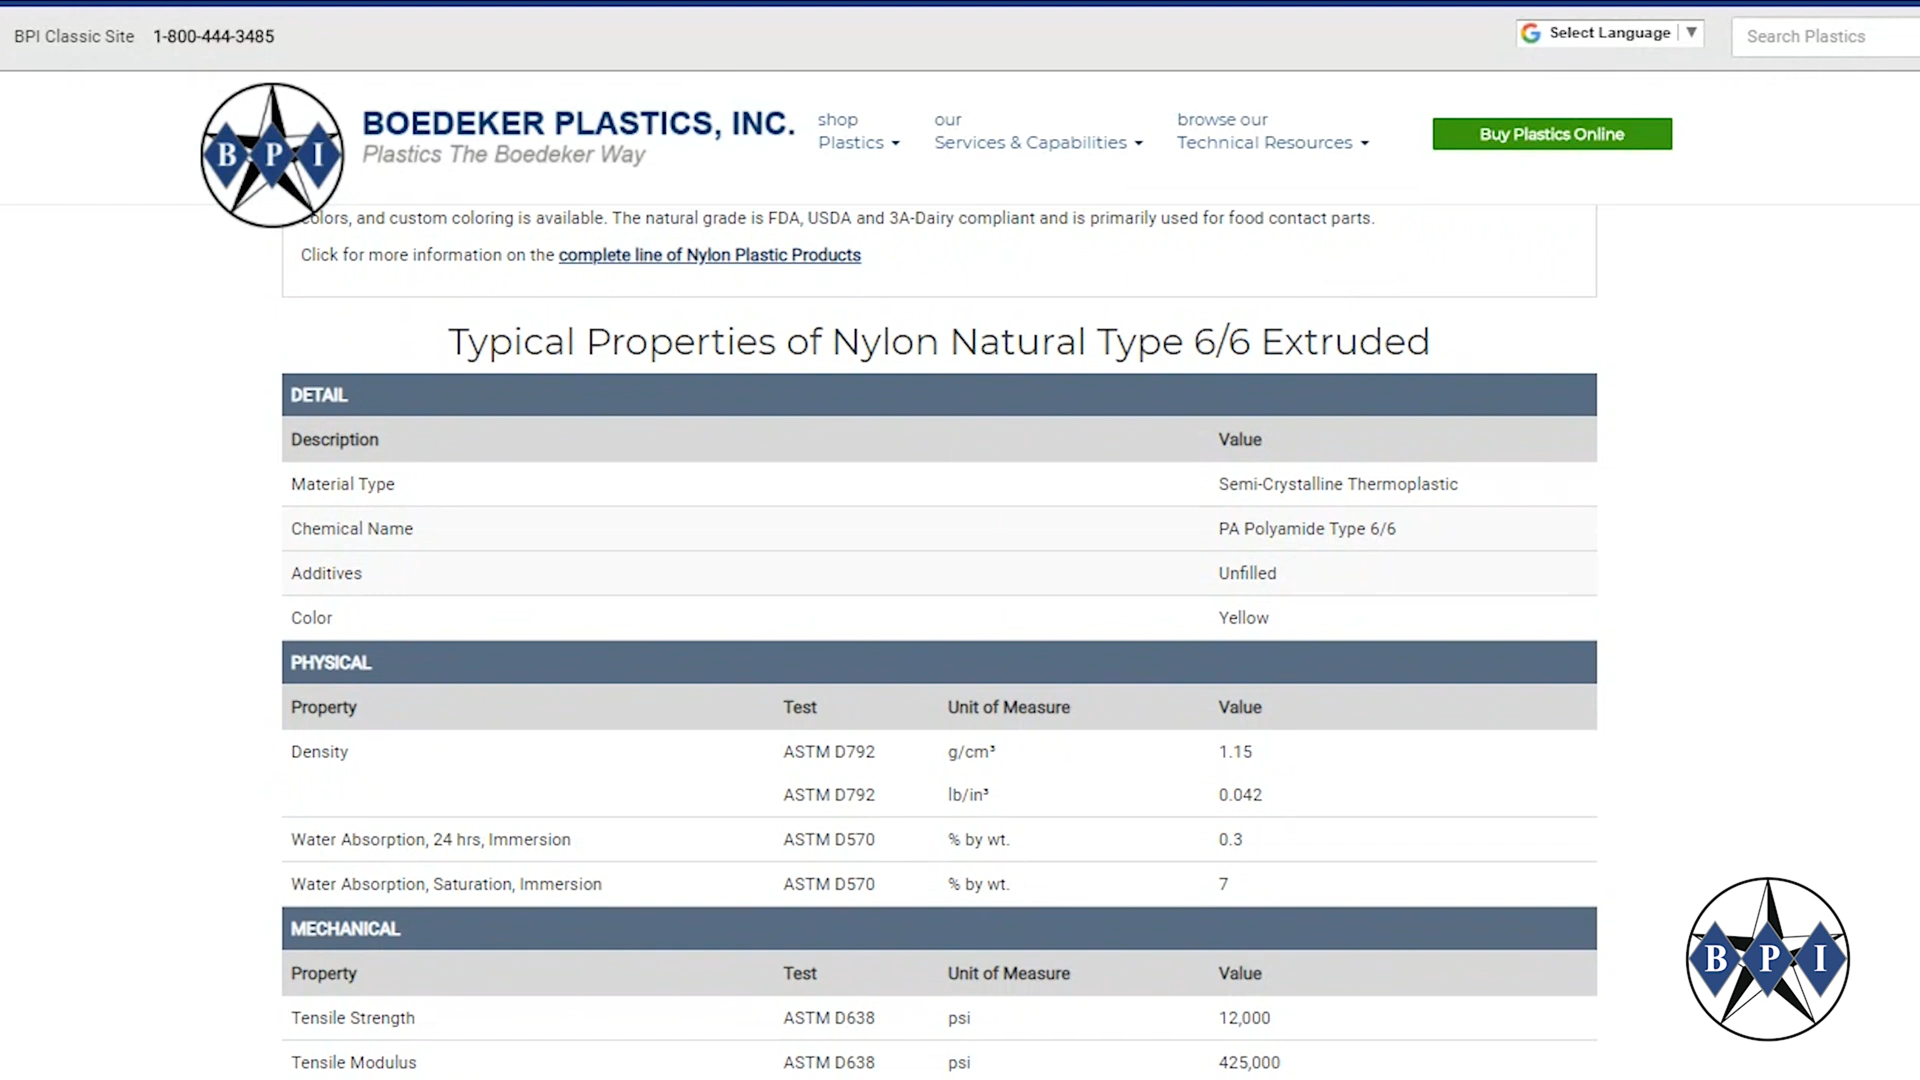 BPI Classic Site 1-800-444-3485
Select Language ▼
Search Plastics
B P I
BOEDEKER PLASTICS, INC.
Plastics The Boedeker Way
shop
Plastics
our
Services & Capabilities
browse our
Technical Resources
Buy Plastics Online
colors, and custom coloring is available. The natural grade is FDA, USDA and 3A-Dairy compliant and is primarily used for food contact parts.
Click for more information on the complete line of Nylon Plastic Products
Typical Properties of Nylon Natural Type 6/6 Extruded
DETAIL
Description Value
Material Type Semi-Crystalline Thermoplastic
Chemical Name PA Polyamide Type 6/6
Additives Unfilled
Color Yellow
PHYSICAL
Property Test Unit of Measure Value
Density ASTM D792 g/cm³ 1.15
ASTM D792 lb/in³ 0.042
Water Absorption, 24 hrs, Immersion ASTM D570 % by wt. 0.3
Water Absorption, Saturation, Immersion ASTM D570 % by wt. 7
MECHANICAL
Property Test Unit of Measure Value
Tensile Strength ASTM D638 psi 12,000
Tensile Modulus ASTM D638 psi 425,000
B P I